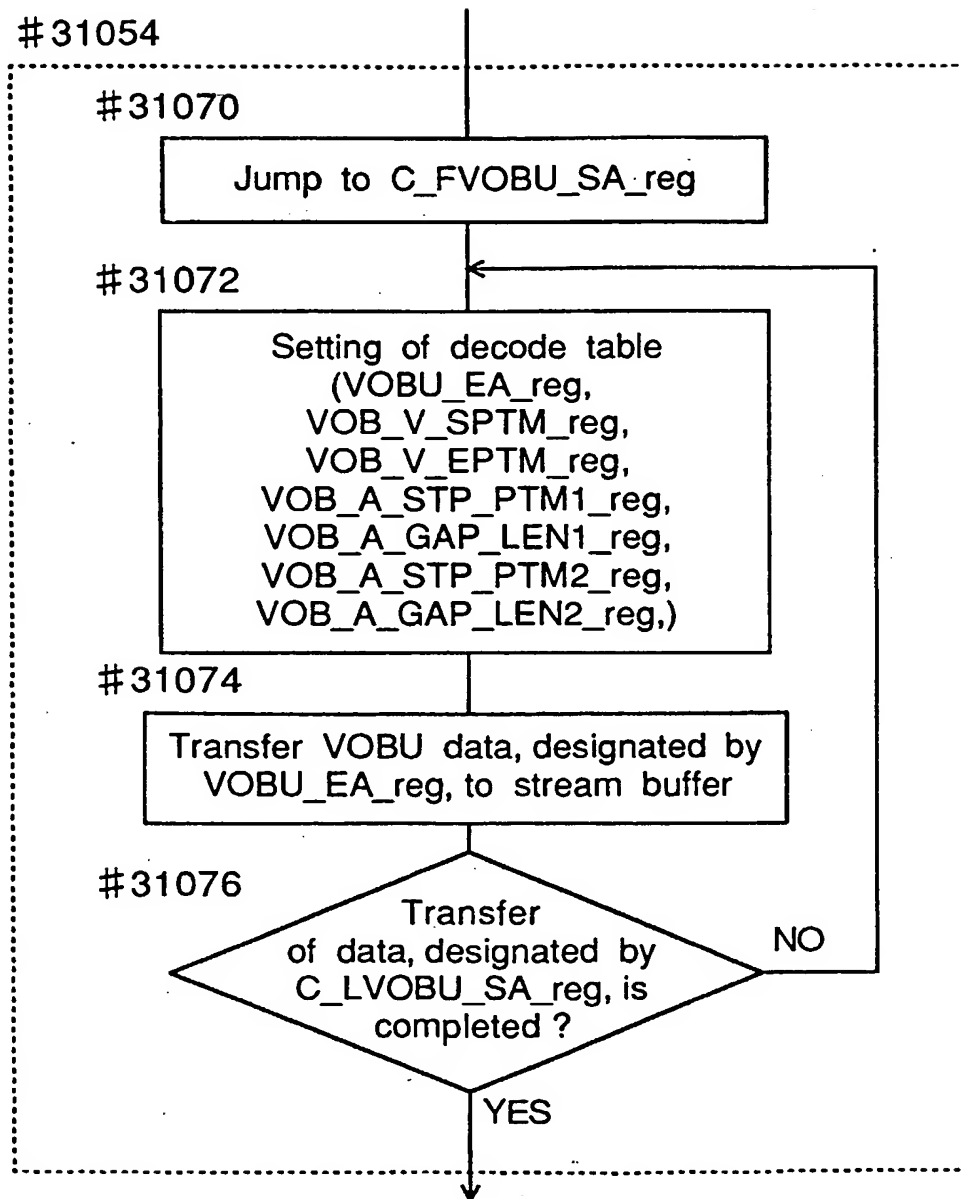 #31054
#31070
Jump to C_FVOBU_SA_reg
#31072
Setting of decode table
(VOBU_EA_reg,
VOB_V_SPTM_reg,
VOB_V_EPTM_reg,
VOB_A_STP_PTM1_reg,
VOB_A_GAP_LEN1_reg,
VOB_A_STP_PTM2_reg,
VOB_A_GAP_LEN2_reg,)
#31074
Transfer VOBU data, designated by
VOBU_EA_reg, to stream buffer
#31076
Transfer
of data, designated by
C_LVOBU_SA_reg, is
completed ?
NO
YES